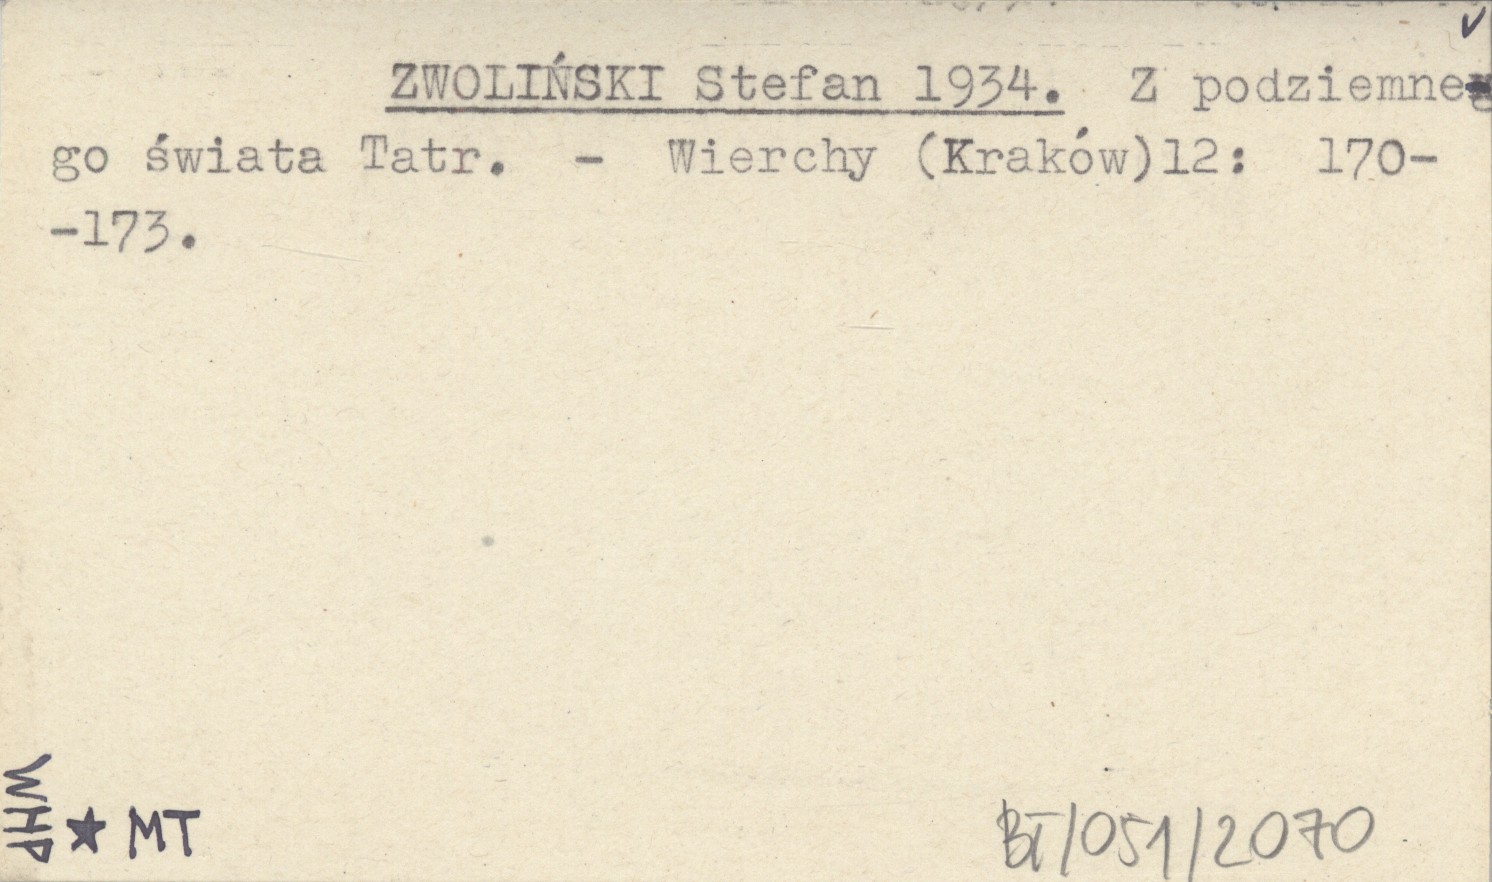 ZWOLIŃSKI Stefan 1934. Z podziemne-
go świata Tatr. - Wierchy (Kraków)12: 170-
-173.
WHP
★ MT
BT/051/2070